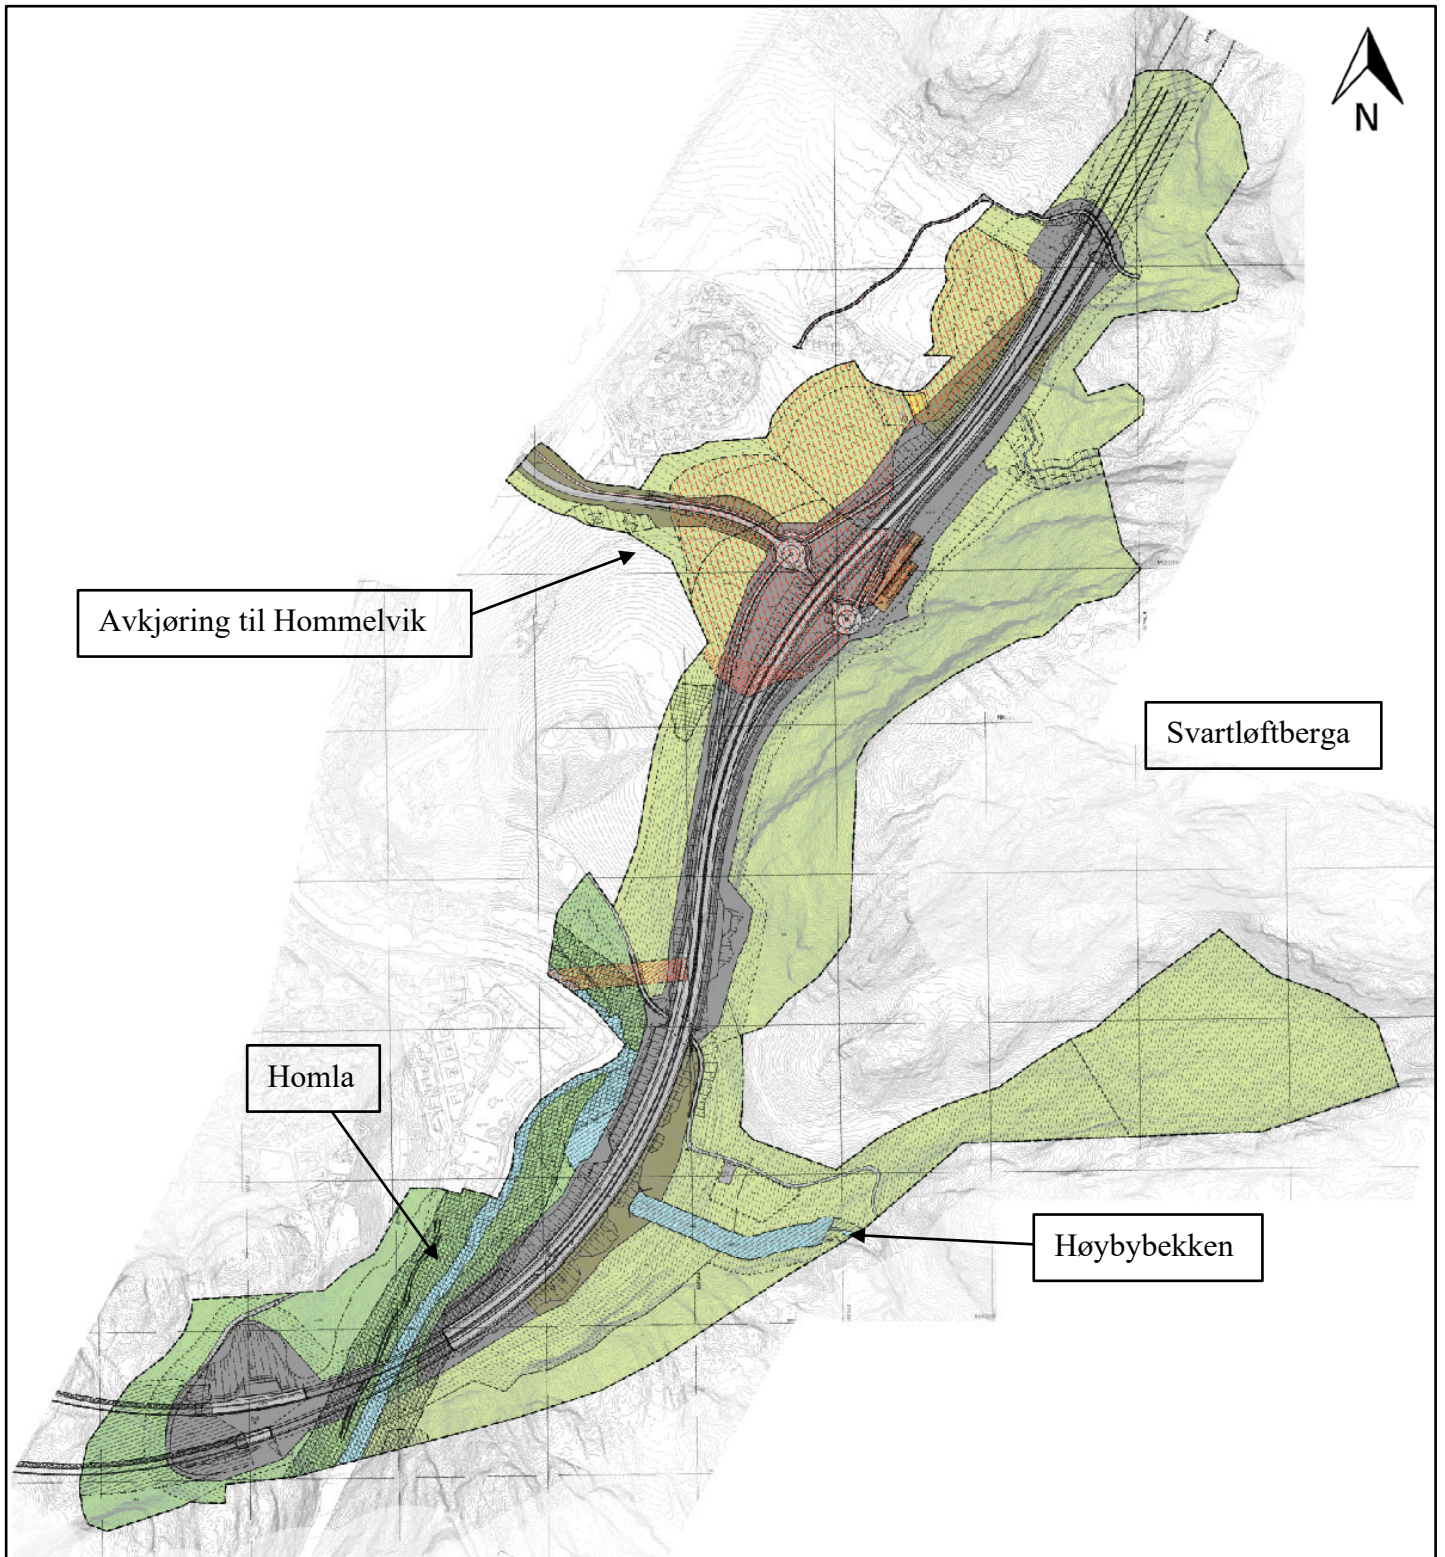 N
Avkjøring til Hommelvik
Svartløftberga
Homla
Høybybekken